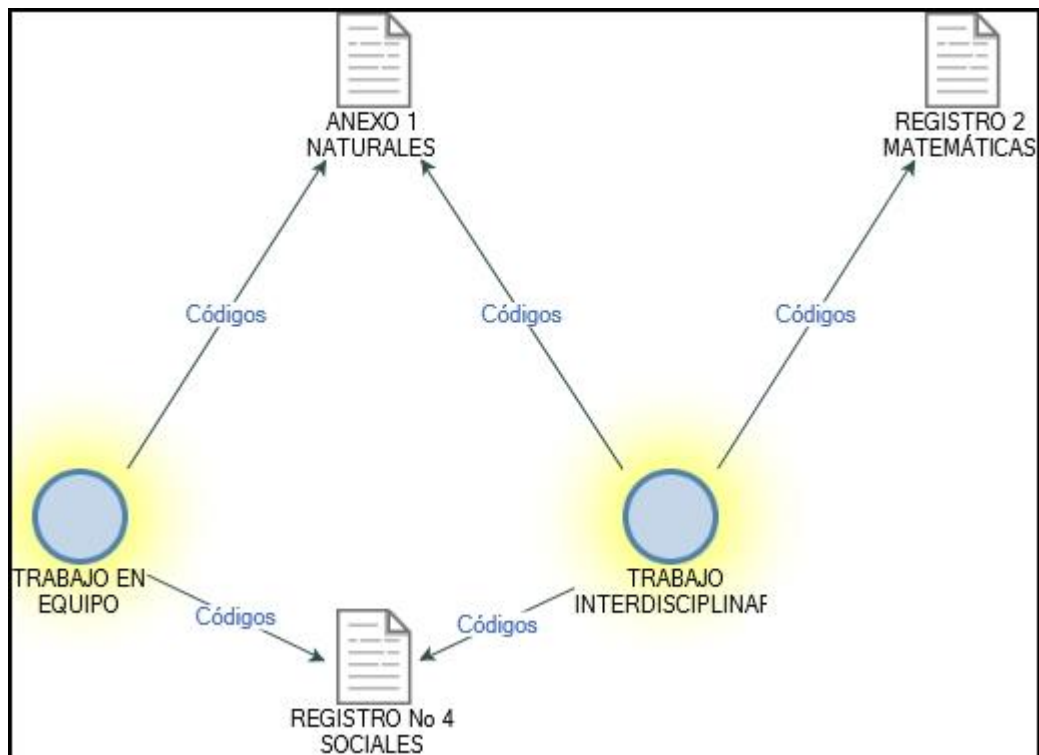 ANEXO 1
NATURALES
REGISTRO 2
MATEMÁTICAS
Códigos
Códigos
Códigos
TRABAJO EN
EQUIPO
TRABAJO
INTERDISCIPLINAF
Códigos
Códigos
REGISTRO No 4
SOCIALES